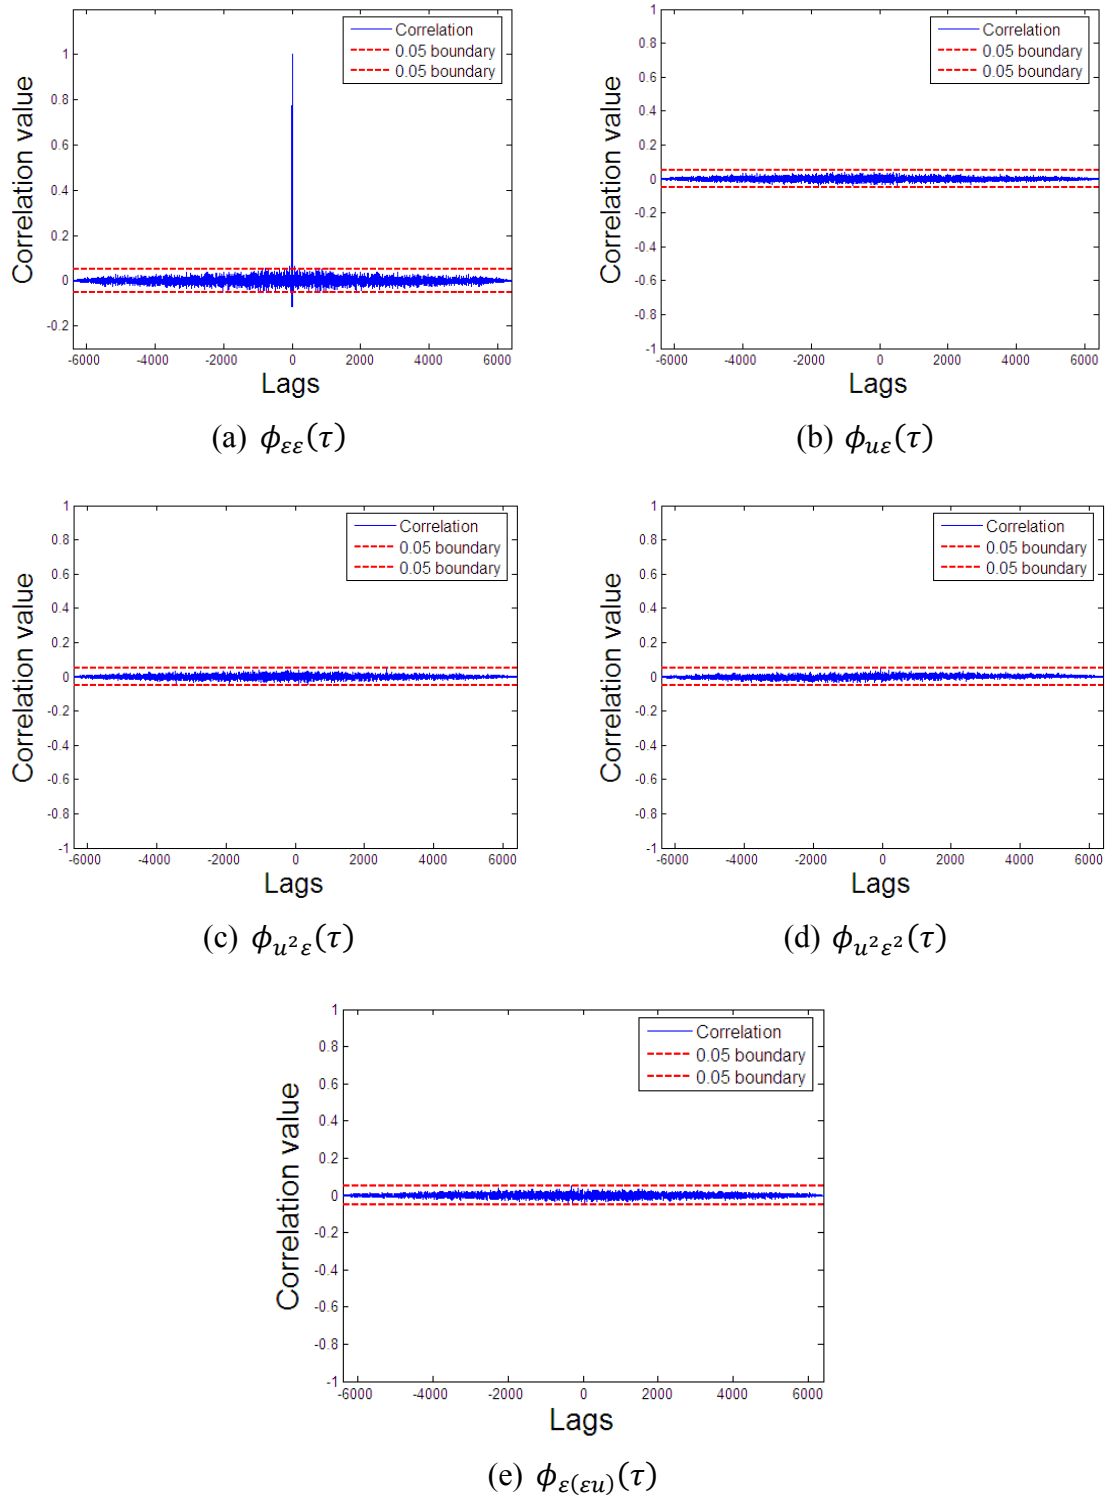 Correlation
0.05 boundary
0.05 boundary
1
0.8
0.6
0.4
0.2
0
-0.2
Correlation value
-6000 -4000 -2000 0 2000 4000 6000
Lags
(a) ϕεε(τ)
Correlation
0.05 boundary
0.05 boundary
1
0.8
0.6
0.4
0.2
0
-0.2
-0.4
-0.6
-0.8
-1
Correlation value
-6000 -4000 -2000 0 2000 4000 6000
Lags
(b) ϕuε(τ)
Correlation
0.05 boundary
0.05 boundary
1
0.8
0.6
0.4
0.2
0
-0.2
-0.4
-0.6
-0.8
-1
Correlation value
-6000 -4000 -2000 0 2000 4000 6000
Lags
(c) ϕu²ε(τ)
Correlation
0.05 boundary
0.05 boundary
1
0.8
0.6
0.4
0.2
0
-0.2
-0.4
-0.6
-0.8
-1
Correlation value
-6000 -4000 -2000 0 2000 4000 6000
Lags
(d) ϕu²ε²(τ)
Correlation
0.05 boundary
0.05 boundary
1
0.8
0.6
0.4
0.2
0
-0.2
-0.4
-0.6
-0.8
-1
Correlation value
-6000 -4000 -2000 0 2000 4000 6000
Lags
(e) ϕε(εu)(τ)